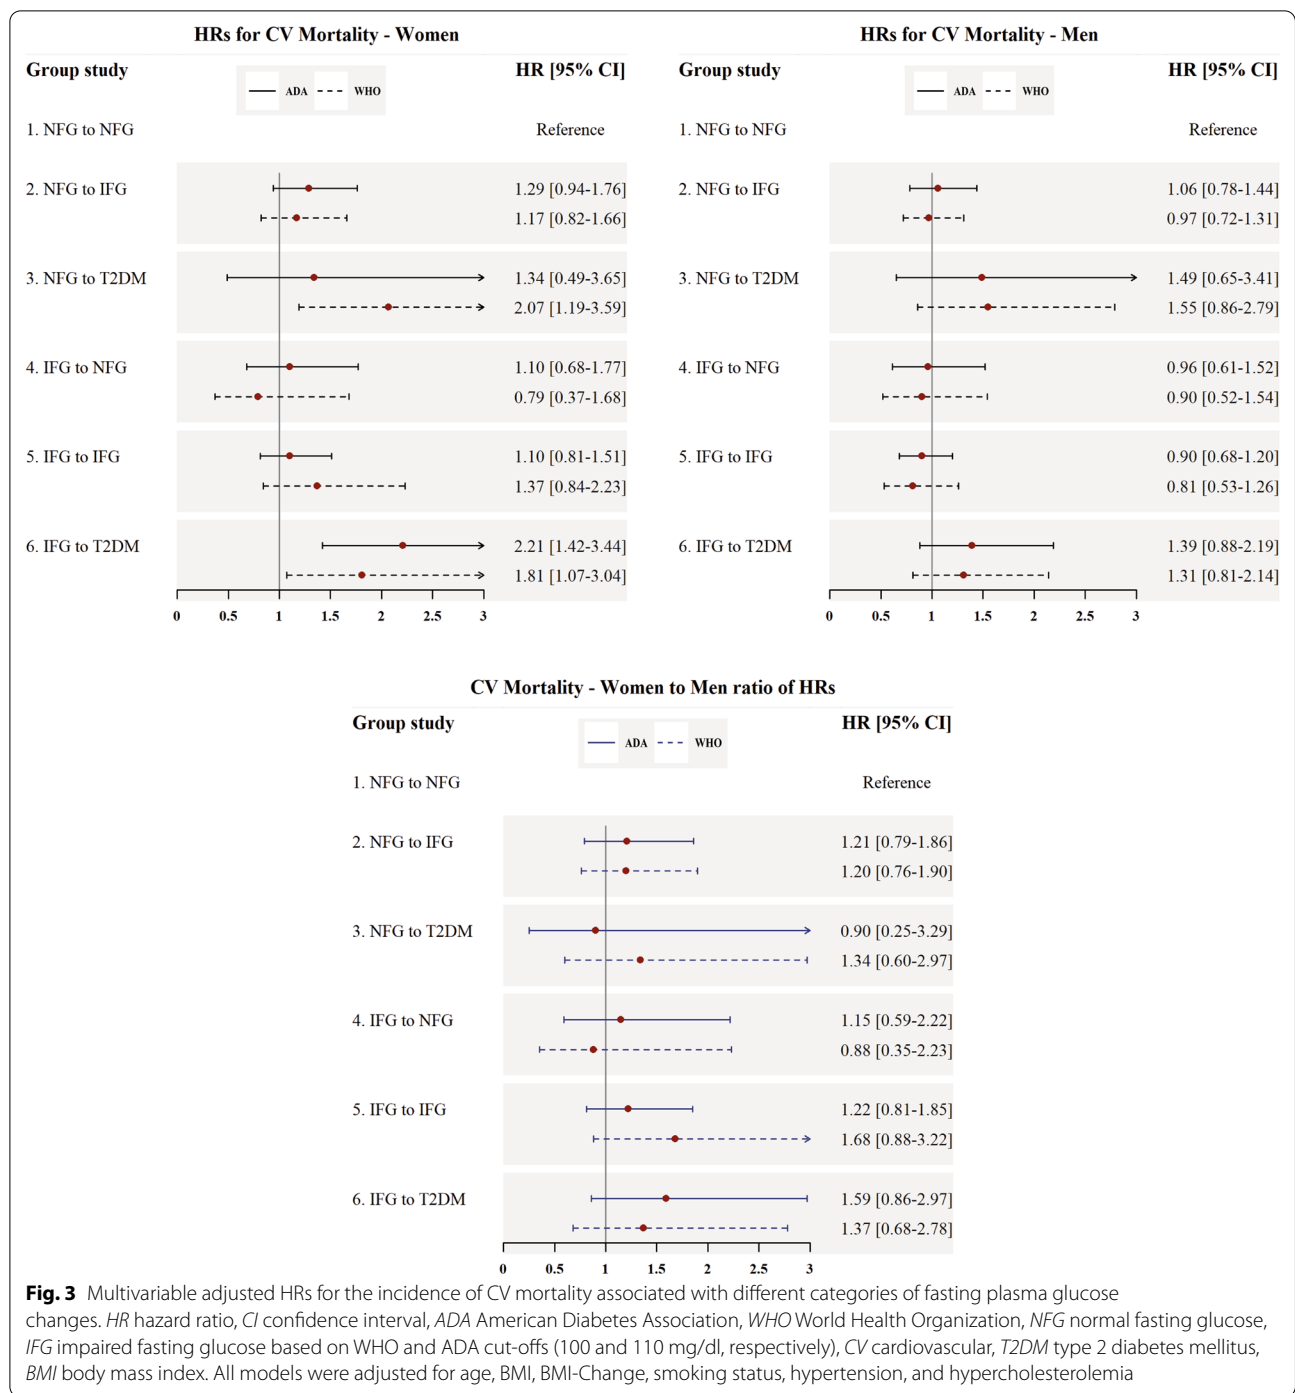 HRs for CV Mortality - Women
Group study HR [95% CI]
ADA WHO
1. NFG to NFG Reference
2. NFG to IFG 1.29 [0.94-1.76]
1.17 [0.82-1.66]
3. NFG to T2DM 1.34 [0.49-3.65]
2.07 [1.19-3.59]
4. IFG to NFG 1.10 [0.68-1.77]
0.79 [0.37-1.68]
5. IFG to IFG 1.10 [0.81-1.51]
1.37 [0.84-2.23]
6. IFG to T2DM 2.21 [1.42-3.44]
1.81 [1.07-3.04]
0 0.5 1 1.5 2 2.5 3
HRs for CV Mortality - Men
Group study HR [95% CI]
ADA WHO
1. NFG to NFG Reference
2. NFG to IFG 1.06 [0.78-1.44]
0.97 [0.72-1.31]
3. NFG to T2DM 1.49 [0.65-3.41]
1.55 [0.86-2.79]
4. IFG to NFG 0.96 [0.61-1.52]
0.90 [0.52-1.54]
5. IFG to IFG 0.90 [0.68-1.20]
0.81 [0.53-1.26]
6. IFG to T2DM 1.39 [0.88-2.19]
1.31 [0.81-2.14]
0 0.5 1 1.5 2 2.5 3
CV Mortality - Women to Men ratio of HRs
Group study HR [95% CI]
ADA WHO
1. NFG to NFG Reference
2. NFG to IFG 1.21 [0.79-1.86]
1.20 [0.76-1.90]
3. NFG to T2DM 0.90 [0.25-3.29]
1.34 [0.60-2.97]
4. IFG to NFG 1.15 [0.59-2.22]
0.88 [0.35-2.23]
5. IFG to IFG 1.22 [0.81-1.85]
1.68 [0.88-3.22]
6. IFG to T2DM 1.59 [0.86-2.97]
1.37 [0.68-2.78]
0 0.5 1 1.5 2 2.5 3
Fig. 3 Multivariable adjusted HRs for the incidence of CV mortality associated with different categories of fasting plasma glucose
changes. HR hazard ratio, CI confidence interval, ADA American Diabetes Association, WHO World Health Organization, NFG normal fasting glucose,
IFG impaired fasting glucose based on WHO and ADA cut-offs (100 and 110 mg/dl, respectively), CV cardiovascular, T2DM type 2 diabetes mellitus,
BMI body mass index. All models were adjusted for age, BMI, BMI-Change, smoking status, hypertension, and hypercholesterolemia